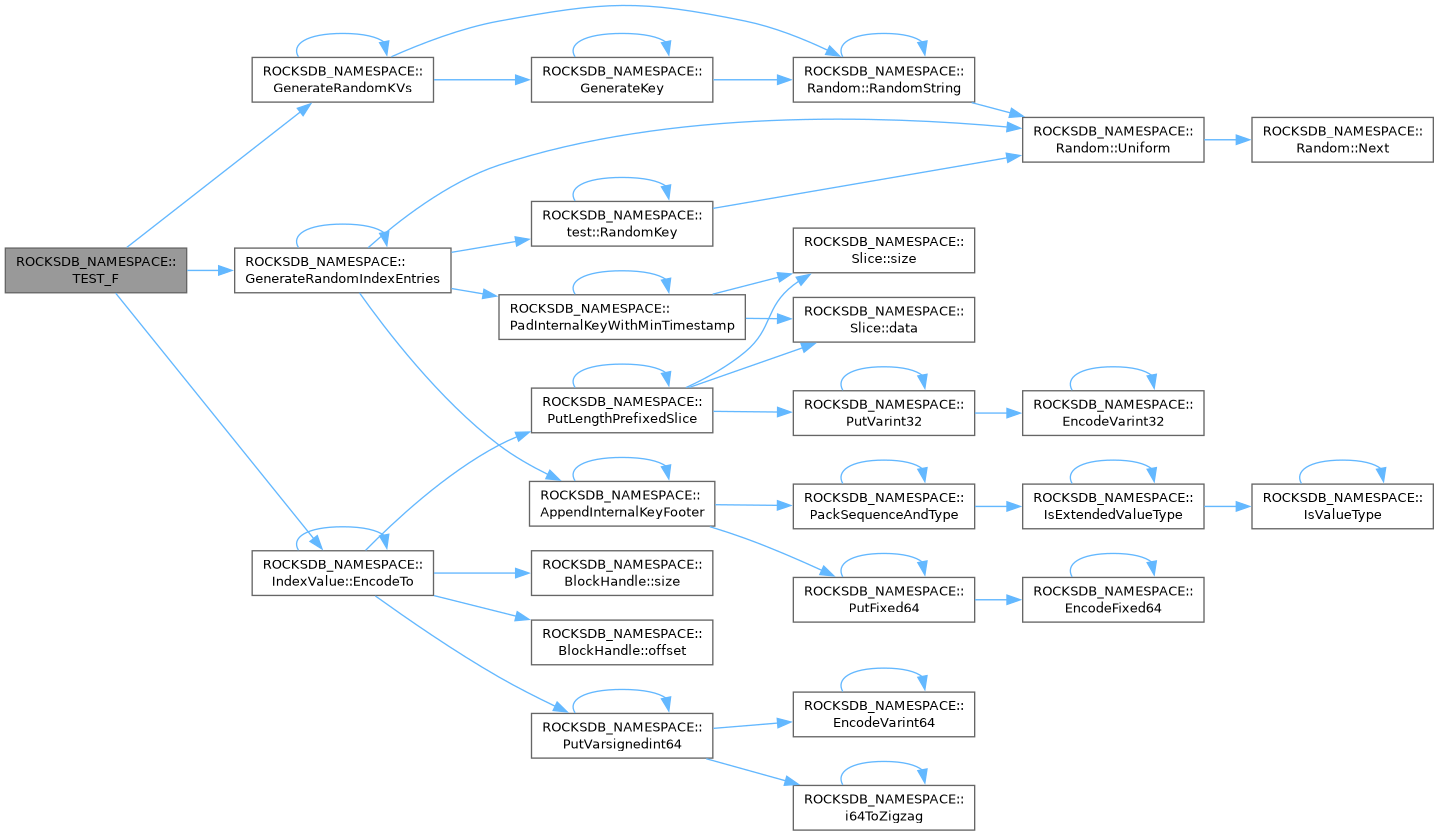 ROCKSDB_NAMESPACE::
TEST_F
ROCKSDB_NAMESPACE::
GenerateRandomKVs
ROCKSDB_NAMESPACE::
GenerateKey
ROCKSDB_NAMESPACE::
Random::RandomString
ROCKSDB_NAMESPACE::
Random::Uniform
ROCKSDB_NAMESPACE::
Random::Next
ROCKSDB_NAMESPACE::
GenerateRandomIndexEntries
ROCKSDB_NAMESPACE::
test::RandomKey
ROCKSDB_NAMESPACE::
PadInternalKeyWithMinTimestamp
ROCKSDB_NAMESPACE::
Slice::size
ROCKSDB_NAMESPACE::
Slice::data
ROCKSDB_NAMESPACE::
PutLengthPrefixedSlice
ROCKSDB_NAMESPACE::
PutVarint32
ROCKSDB_NAMESPACE::
EncodeVarint32
ROCKSDB_NAMESPACE::
AppendInternalKeyFooter
ROCKSDB_NAMESPACE::
PackSequenceAndType
ROCKSDB_NAMESPACE::
IsExtendedValueType
ROCKSDB_NAMESPACE::
IsValueType
ROCKSDB_NAMESPACE::
PutFixed64
ROCKSDB_NAMESPACE::
EncodeFixed64
ROCKSDB_NAMESPACE::
IndexValue::EncodeTo
ROCKSDB_NAMESPACE::
BlockHandle::size
ROCKSDB_NAMESPACE::
BlockHandle::offset
ROCKSDB_NAMESPACE::
PutVarsignedint64
ROCKSDB_NAMESPACE::
EncodeVarint64
ROCKSDB_NAMESPACE::
i64ToZigzag